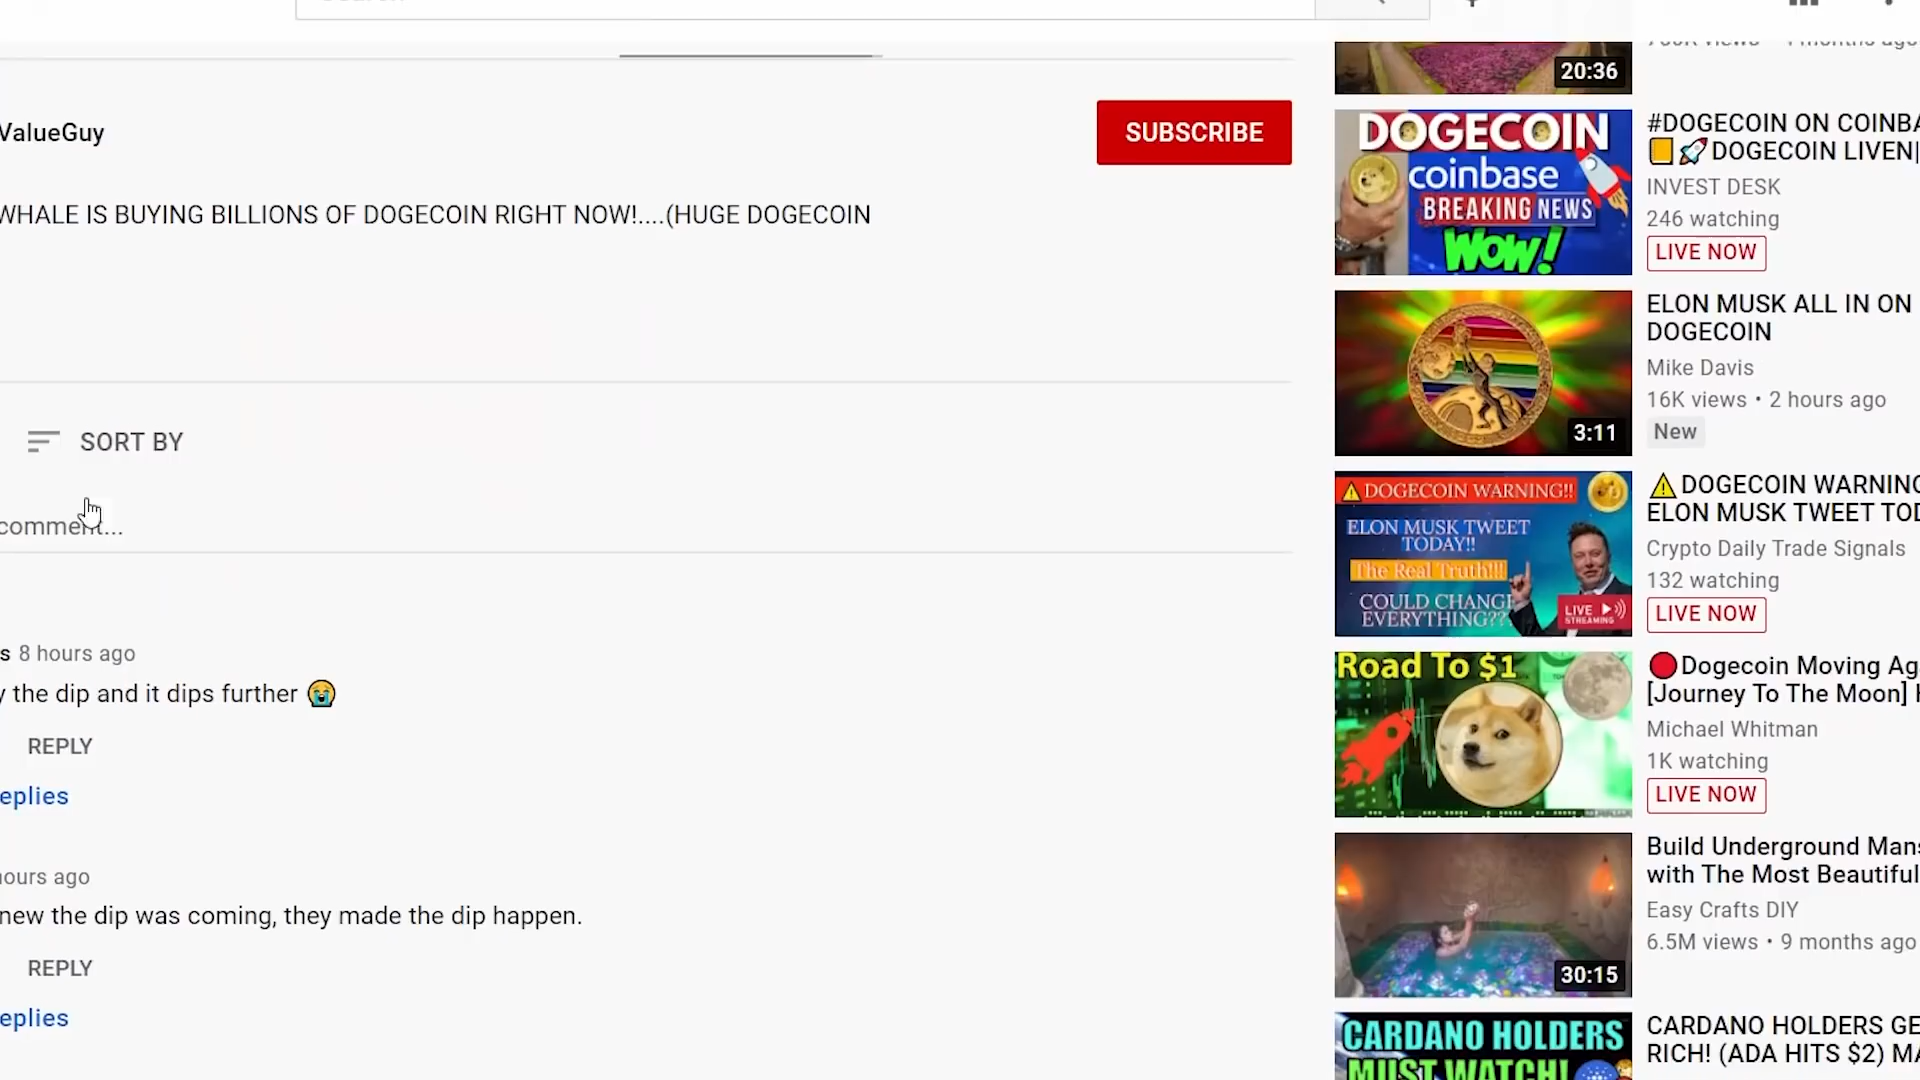 ValueGuy
SUBSCRIBE
WHALE IS BUYING BILLIONS OF DOGECOIN RIGHT NOW!....(HUGE DOGECOIN
SORT BY
comment...
s 8 hours ago
y the dip and it dips further 😭
REPLY
eplies
hours ago
new the dip was coming, they made the dip happen.
REPLY
eplies
20:36
DOGECOIN
coinbase
BREAKING NEWS
WOW!
#DOGECOIN ON COINBA
📒🚀DOGECOIN LIVEN|
INVEST DESK
246 watching
LIVE NOW
3:11
ELON MUSK ALL IN ON
DOGECOIN
Mike Davis
16K views • 2 hours ago
New
⚠DOGECOIN WARNING!!
ELON MUSK TWEET
TODAY!!
The Real Truth!!!
COULD CHANGE
EVERYTHING???
LIVE
STREAMING
⚠️DOGECOIN WARNING
ELON MUSK TWEET TOD
Crypto Daily Trade Signals
132 watching
LIVE NOW
Road To $1
🔴Dogecoin Moving Ag
[Journey To The Moon]
Michael Whitman
1K watching
LIVE NOW
30:15
Build Underground Mans
with The Most Beautiful
Easy Crafts DIY
6.5M views • 9 months ago
CARDANO HOLDERS
MUST WATCH!
CARDANO HOLDERS GE
RICH! (ADA HITS $2) MA